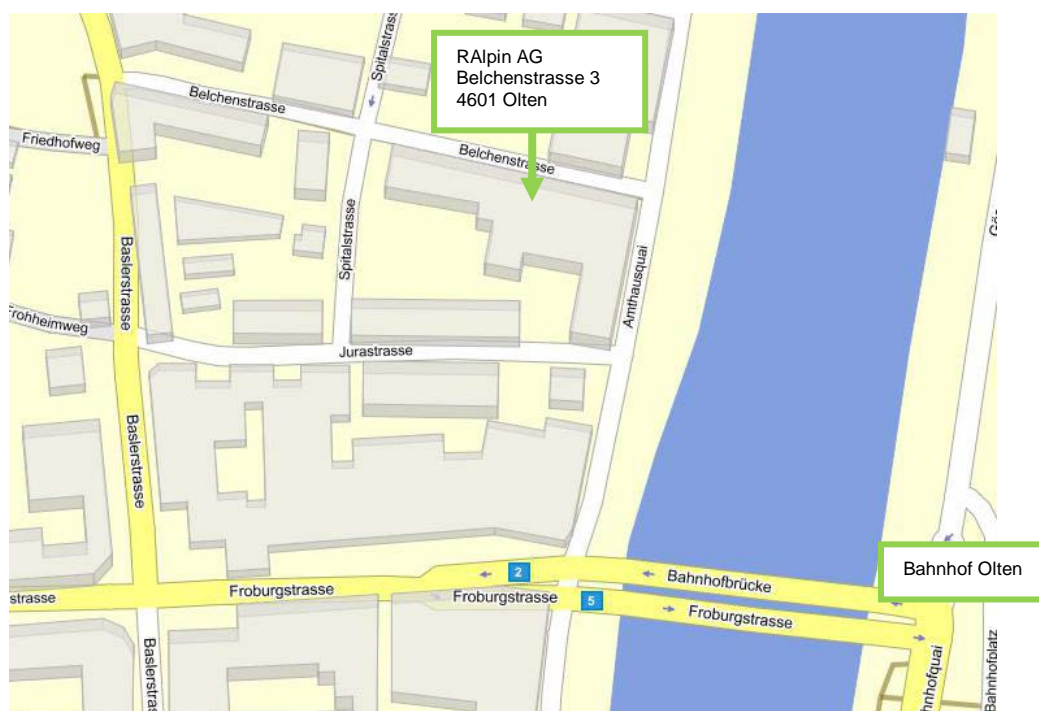 RAlpin AG
Belchenstrasse 3
4601 Olten
Spitalstrasse
Belchenstrasse
Friedhofweg
Belchenstrasse
Spitalstrasse
Baslerstrasse
Amthausquai
Jurastrasse
Baslerstrasse
2
Bahnhofbrücke
Bahnhof Olten
strasse
Froburgstrasse
Froburgstrasse
5
Froburgstrasse
Bahnhofplatz